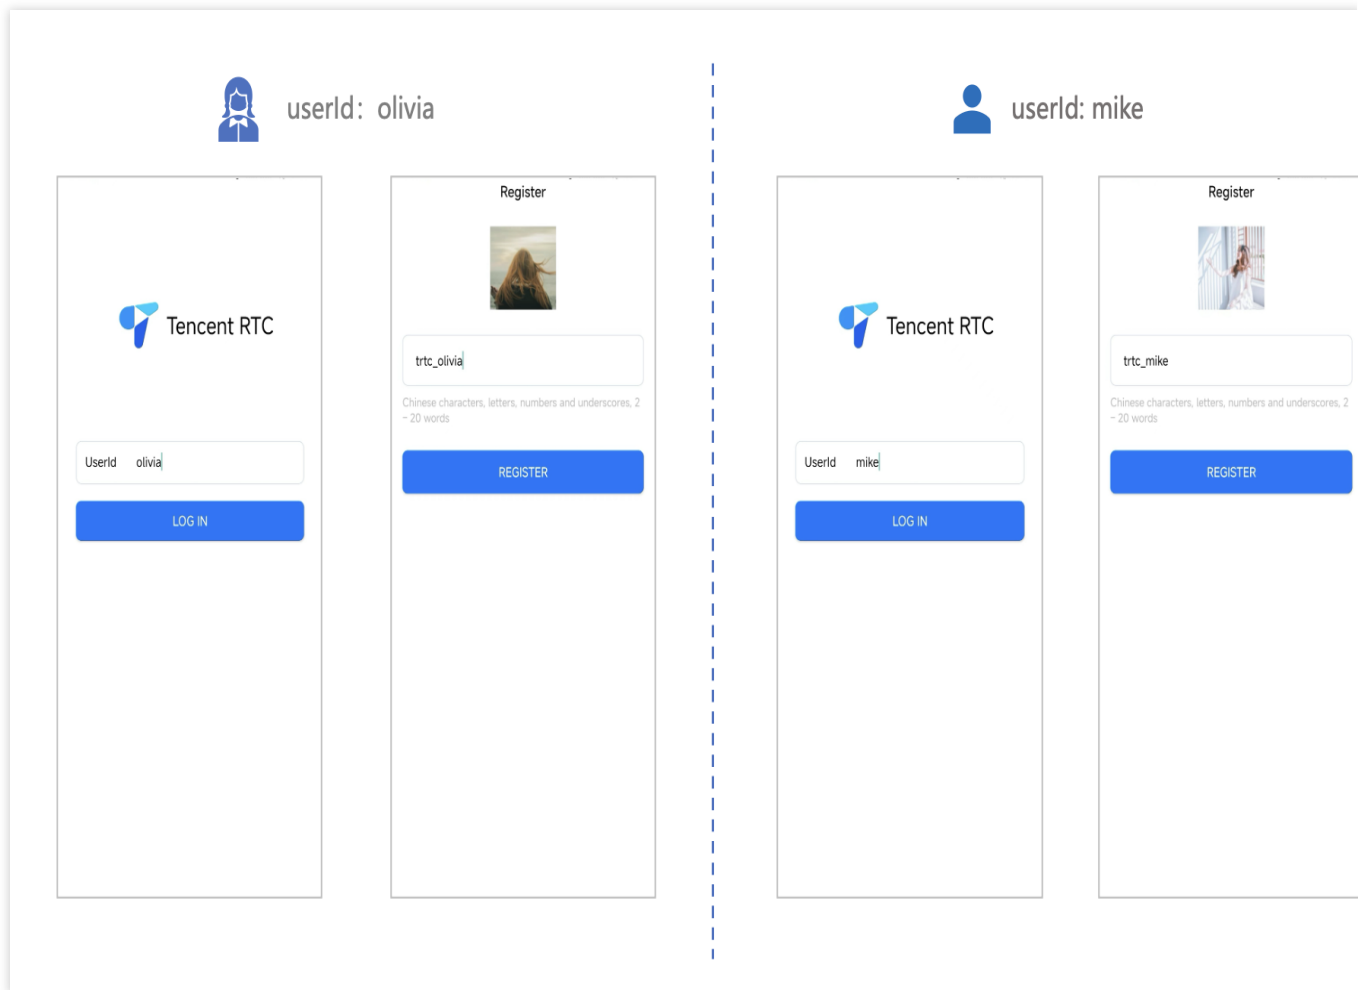 userId: olivia
userId: mike
Tencent RTC
UserId olivia
LOG IN
Register
trtc_olivia
Chinese characters, letters, numbers and underscores, 2
– 20 words
REGISTER
Tencent RTC
UserId mike
LOG IN
Register
trtc_mike
Chinese characters, letters, numbers and underscores, 2
– 20 words
REGISTER